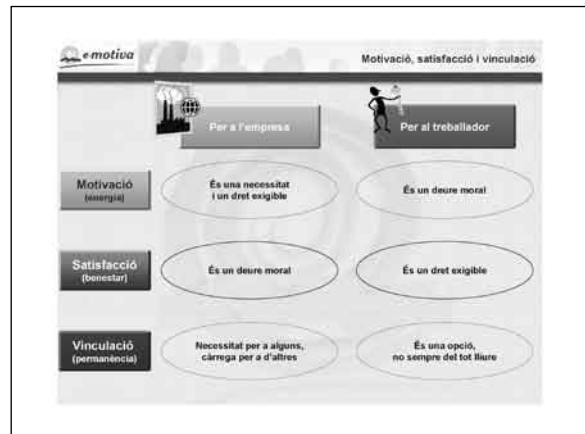 e·motiva
Motivació, satisfacció i vinculació
Per a l'empresa
Per al treballador
Motivació
(energia)
És una necessitat
i un dret exigible
És un deure moral
Satisfacció
(benestar)
És un deure moral
És un dret exigible
Vinculació
(permanència)
Necessitat per a alguns,
càrrega per a d'altres
És una opció,
no sempre del tot lliure